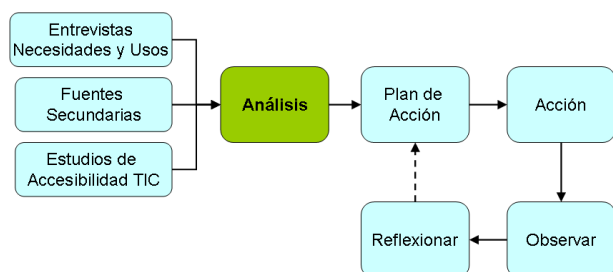 Entrevistas
Necesidades y Usos
Fuentes
Secundarias
Estudios de
Accesibilidad TIC
Análisis
Plan de
Acción
Acción
Reflexionar
Observar